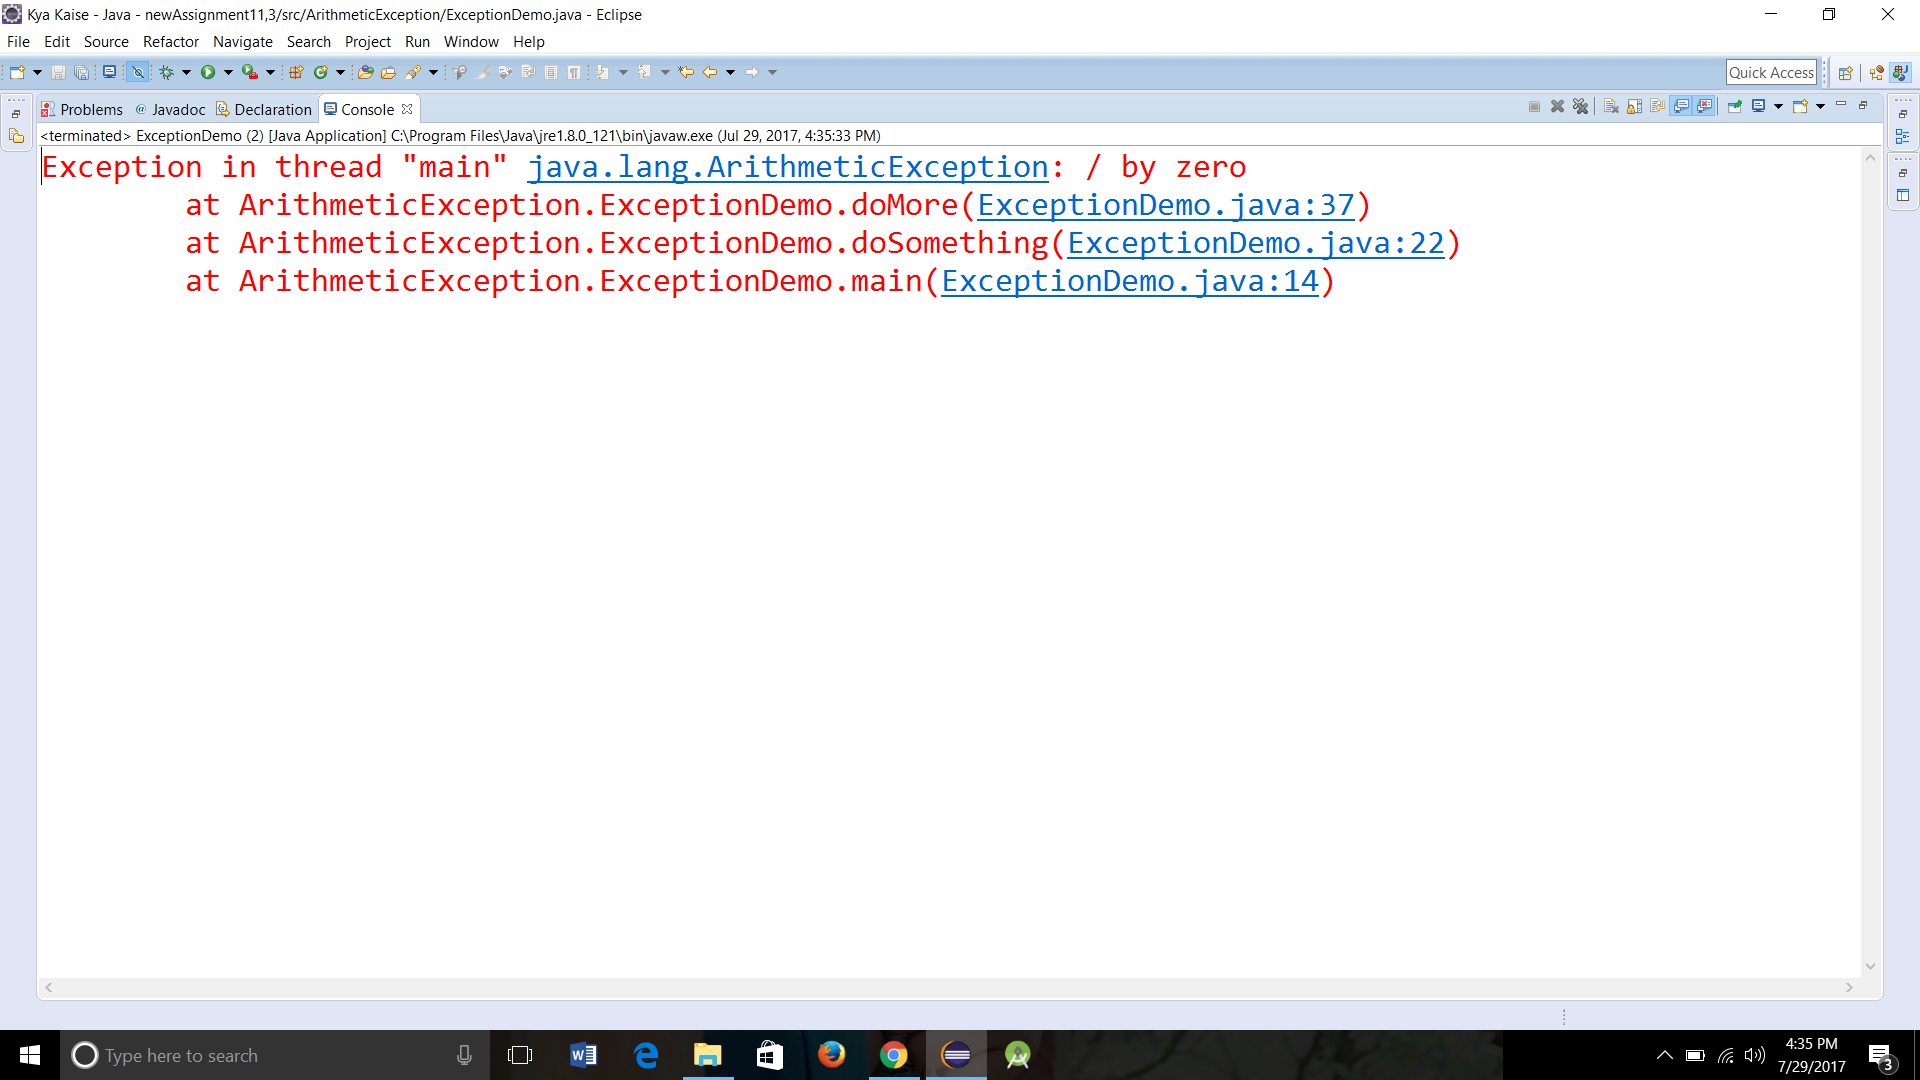 Kya Kaise - Java - newAssignment11,3/src/ArithmeticException/ExceptionDemo.java - Eclipse
File Edit Source Refactor Navigate Search Project Run Window Help
Quick Access
Problems @ Javadoc Declaration Console
<terminated> ExceptionDemo (2) [Java Application] C:\Program Files\Java\jre1.8.0_121\bin\javaw.exe (Jul 29, 2017, 4:35:33 PM)
Exception in thread "main" java.lang.ArithmeticException: / by zero
at ArithmeticException.ExceptionDemo.doMore(ExceptionDemo.java:37)
at ArithmeticException.ExceptionDemo.doSomething(ExceptionDemo.java:22)
at ArithmeticException.ExceptionDemo.main(ExceptionDemo.java:14)
Type here to search
4:35 PM
7/29/2017
3